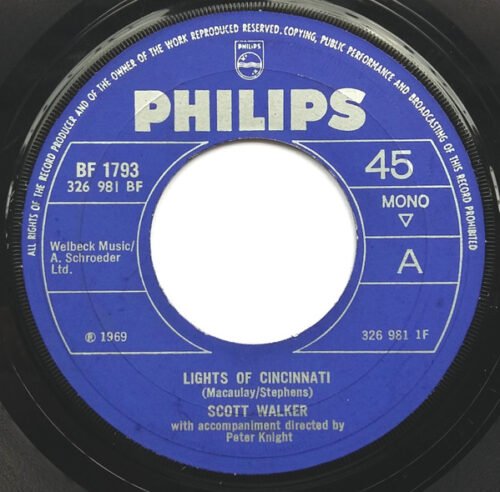 ALL RIGHTS OF THE RECORD PRODUCER AND OF THE OWNER OF THE WORK REPRODUCED RESERVED. COPYING, PUBLIC PERFORMANCE AND BROADCASTING OF THIS RECORD PROHIBITED
PHILIPS
PHILIPS
BF 1793
326 981 BF
45
MONO
A
Welbeck Music/
A. Schroeder
Ltd.
℗ 1969
326 981 1F
LIGHTS OF CINCINNATI
(Macaulay/Stephens)
SCOTT WALKER
with accompaniment directed by
Peter Knight